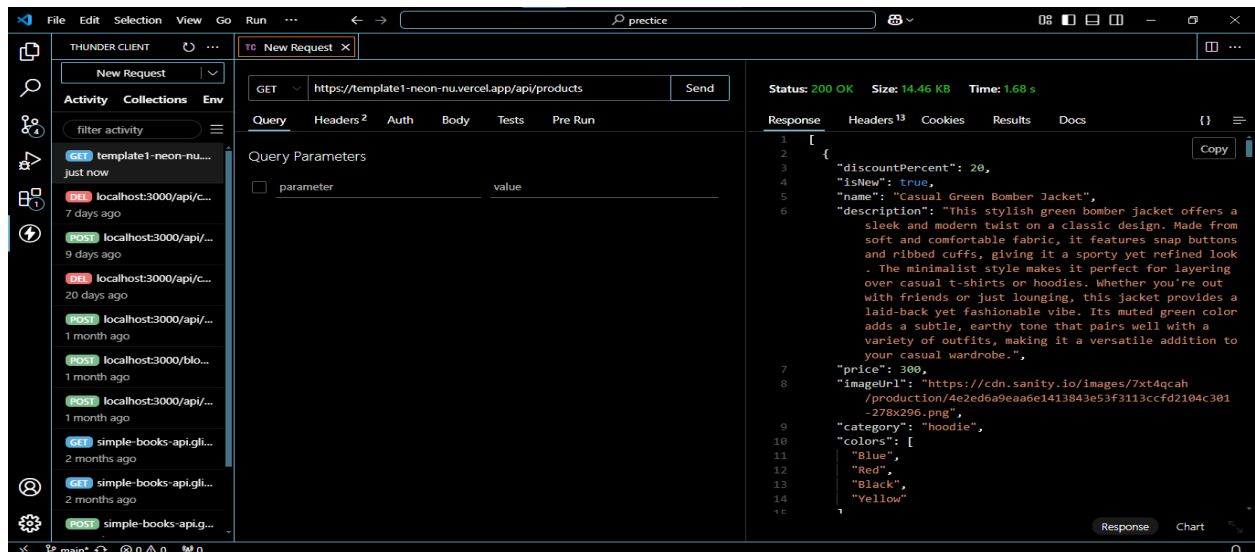 File Edit Selection View Go Run ··· ← → prectice
THUNDER CLIENT ···
New Request
Activity Collections Env
filter activity
GET template1-neon-nu....
just now
DEL localhost:3000/api/c...
7 days ago
POST localhost:3000/api/...
9 days ago
DEL localhost:3000/api/c...
20 days ago
POST localhost:3000/api/...
1 month ago
POST localhost:3000/blo...
1 month ago
POST localhost:3000/api/...
1 month ago
GET simple-books-api.gli...
2 months ago
GET simple-books-api.gli...
2 months ago
POST simple-books-api.g...
4
1
TC New Request ×
GET https://template1-neon-nu.vercel.app/api/products Send
Query Headers 2 Auth Body Tests Pre Run
Query Parameters
parameter value
Status: 200 OK Size: 14.46 KB Time: 1.68 s
Response Headers 13 Cookies Results Docs {}
Copy
1 [
2 {
3 "discountPercent": 20,
4 "isNew": true,
5 "name": "Casual Green Bomber Jacket",
6 "description": "This stylish green bomber jacket offers a
sleek and modern twist on a classic design. Made from
soft and comfortable fabric, it features snap buttons
and ribbed cuffs, giving it a sporty yet refined look
. The minimalist style makes it perfect for layering
over casual t-shirts or hoodies. Whether you're out
with friends or just lounging, this jacket provides a
laid-back yet fashionable vibe. Its muted green color
adds a subtle, earthy tone that pairs well with a
variety of outfits, making it a versatile addition to
your casual wardrobe.",
7 "price": 300,
8 "imageUrl": "https://cdn.sanity.io/images/7xt4qcah
/production/4e2ed6a9eaa6e1413843e53f3113ccfd2104c301
-278x296.png",
9 "category": "hoodie",
10 "colors": [
11 "Blue",
12 "Red",
13 "Black",
14 "Yellow"
15 ]
Response Chart
main* 0 0 0